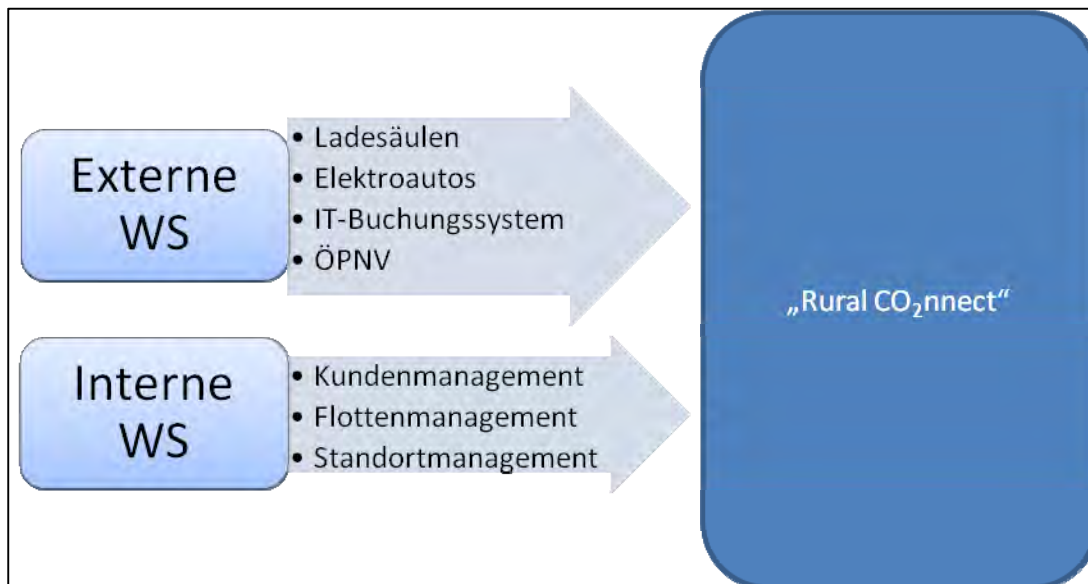 Externe
WS
• Ladesäulen
• Elektroautos
• IT-Buchungssystem
• ÖPNV
Interne
WS
• Kundenmanagement
• Flottenmanagement
• Standortmanagement
„Rural CO₂nnect“